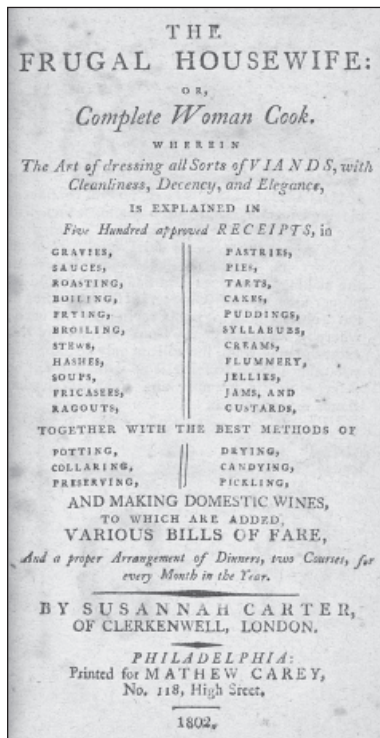 THE
FRUGAL HOUSEWIFE:
OR,
Complete Woman Cook.
WHEREIN
The Art of dressing all Sorts of VIANDS, with
Cleanliness, Decency, and Elegance,
IS EXPLAINED IN
Five Hundred approved RECEIPTS, in
GRAVIES, PASTRIES,
SAUCES, PIES,
ROASTING, TARTS,
BOILING, CAKES,
FRYING, PUDDINGS,
BROILING, SYLLABUBS,
STEWS, CREAMS,
HASHES, FLUMMERY,
SOUPS, JELLIES,
FRICASEES, JAMS, AND
RAGOUTS, CUSTARDS,
TOGETHER WITH THE BEST METHODS OF
POTTING, DRYING,
COLLARING, CANDYING,
PRESERVING, PICKLING,
AND MAKING DOMESTIC WINES,
TO WHICH ARE ADDED,
VARIOUS BILLS OF FARE,
And a proper Arrangement of Dinners, two Courses, for
every Month in the Year.
BY SUSANNAH CARTER,
OF CLERKENWELL, LONDON.
PHILADELPHIA:
Printed for MATHEW CAREY,
No. 118, High Sreet.
1802.